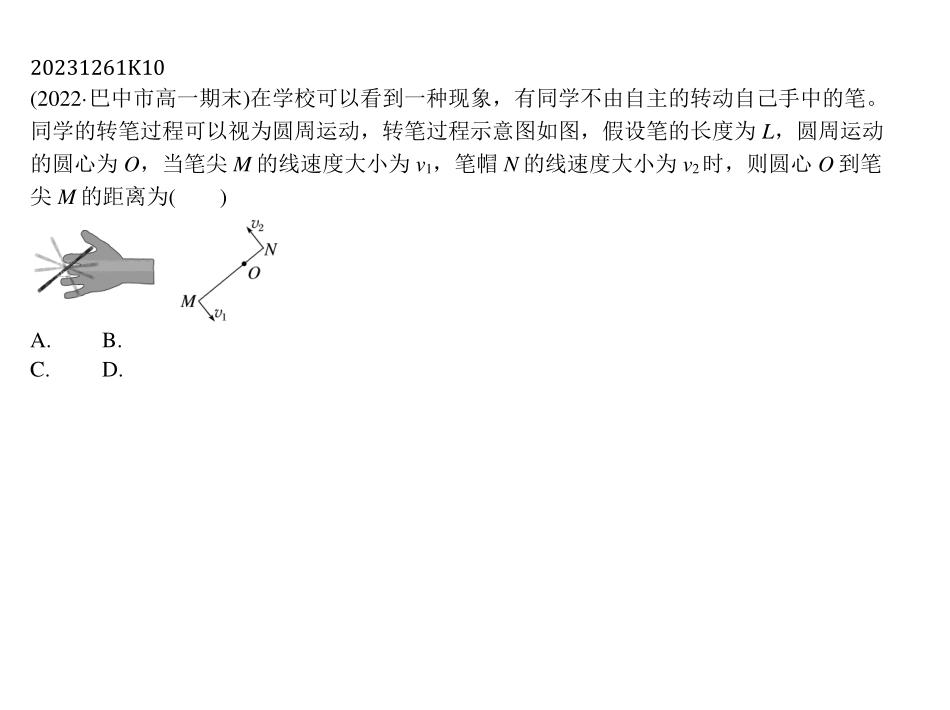 20231261K10
(2022·巴中市高一期末)在学校可以看到一种现象，有同学不由自主的转动自己手中的笔。
同学的转笔过程可以视为圆周运动，转笔过程示意图如图，假设笔的长度为 L，圆周运动
的圆心为 O，当笔尖 M 的线速度大小为 v₁，笔帽 N 的线速度大小为 v₂时，则圆心 O 到笔
尖 M 的距离为(　　)
v₂
N
O
M
v₁
A. B.
C. D.